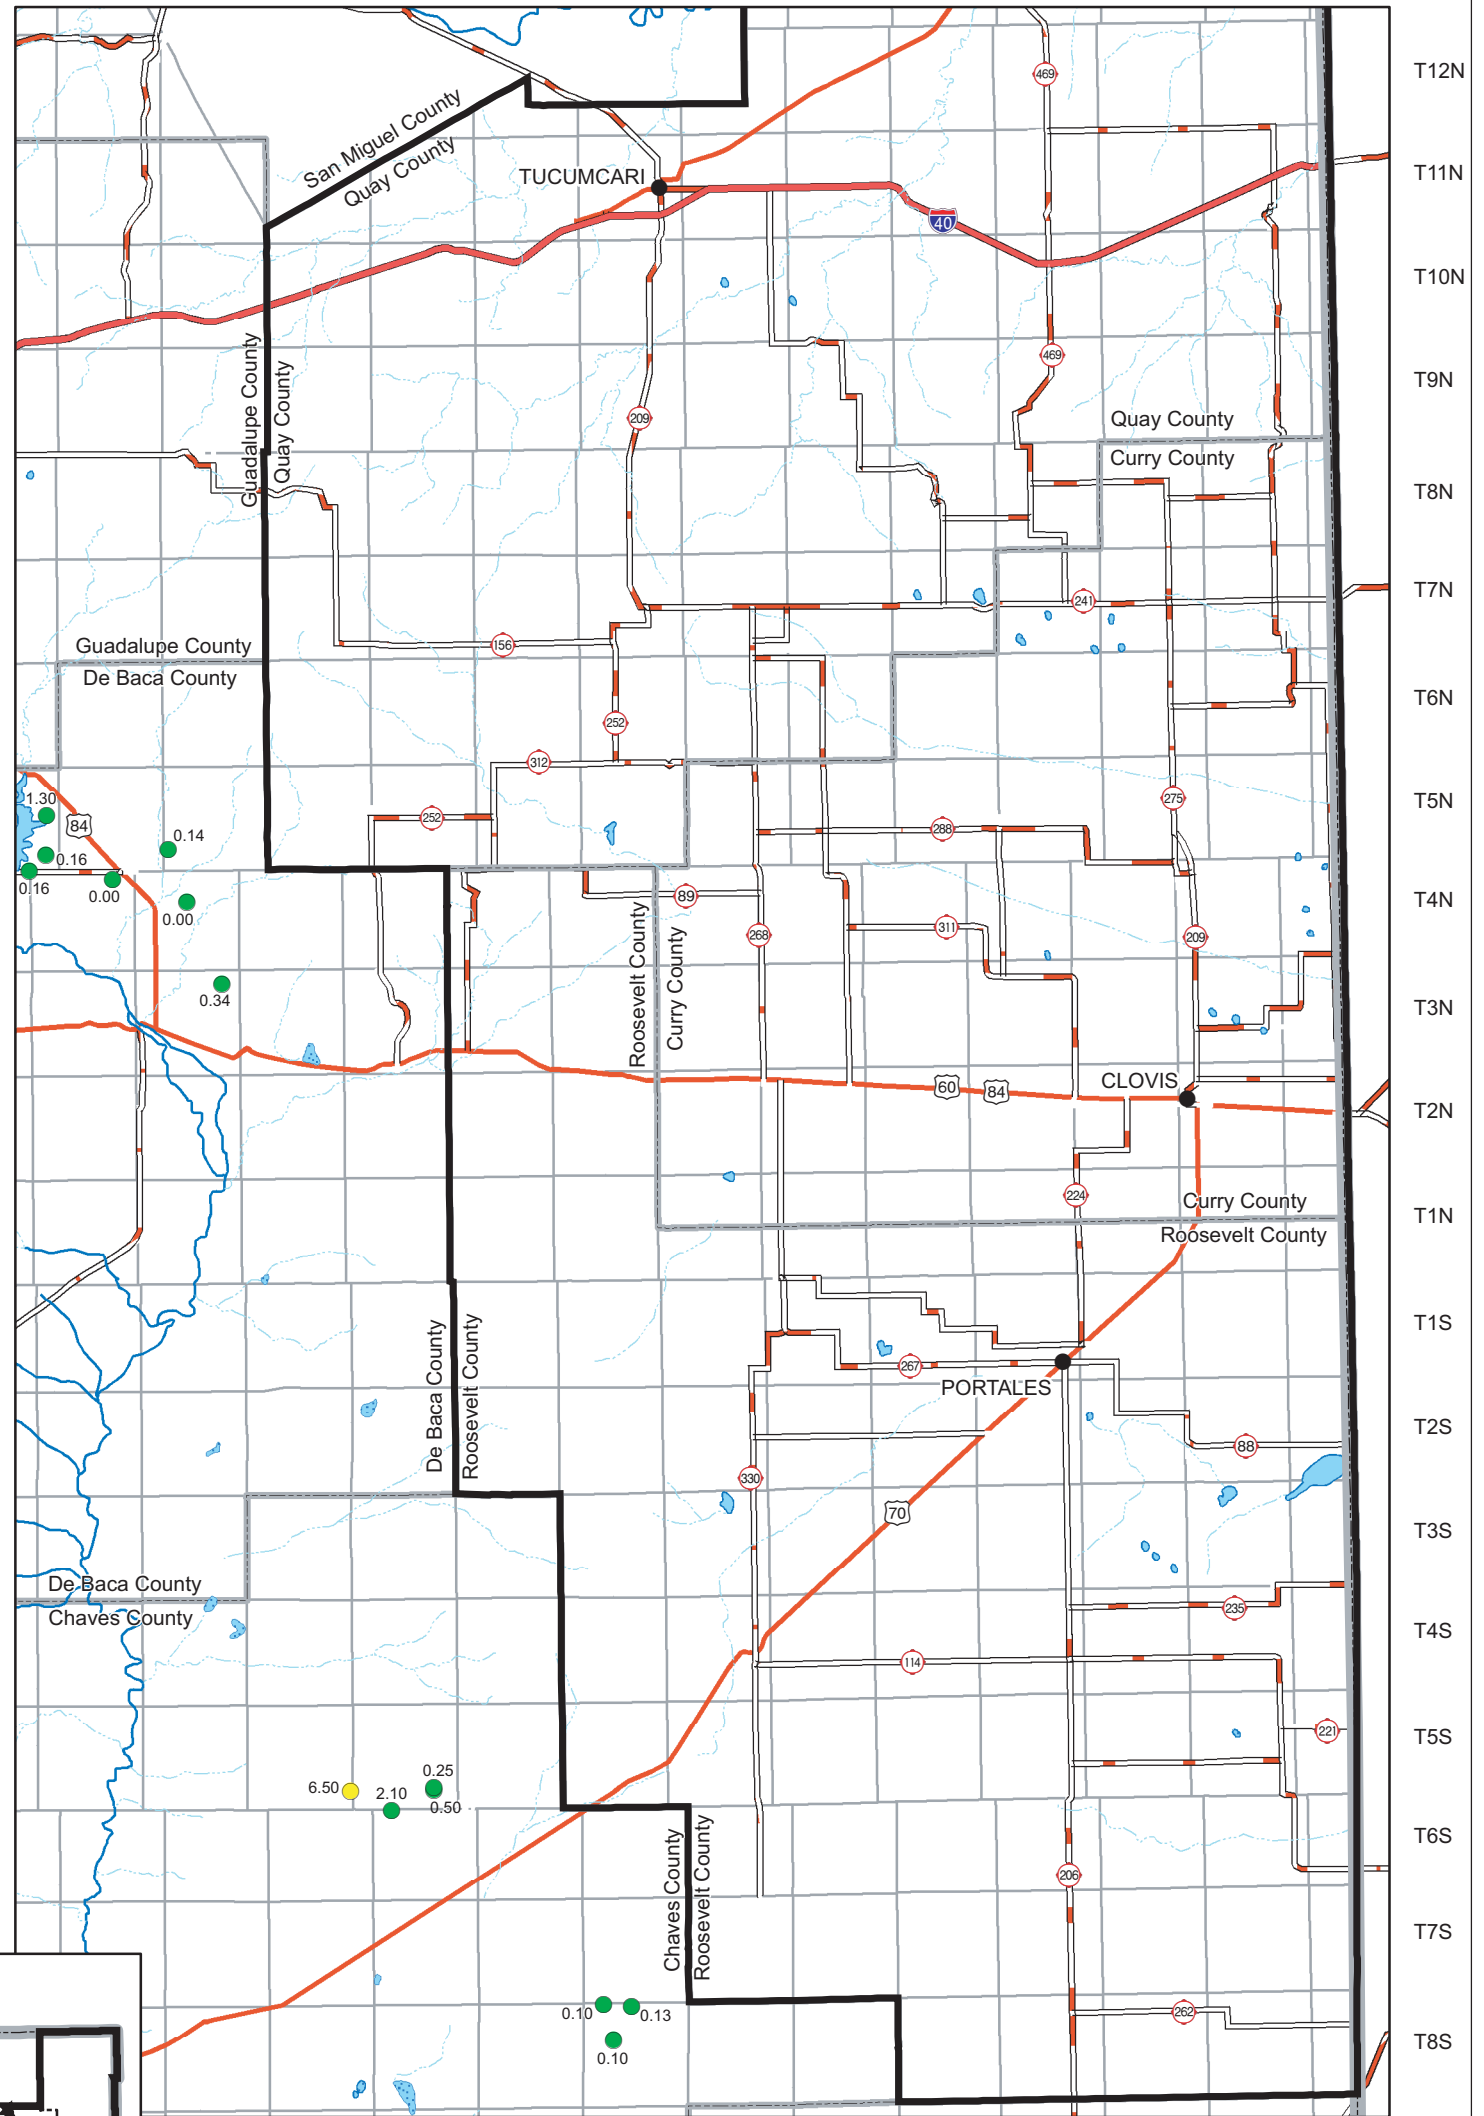 T12N
469
San Miguel County
Quay County
TUCUMCARI
T11N
40
T10N
Guadalupe County
Quay County
469
T9N
209
Quay County
Curry County
T8N
T7N
241
156
Guadalupe County
De Baca County
T6N
252
312
1.30
84
0.14
252
275
T5N
288
0.16
0.16
0.00
0.00
89
T4N
Roosevelt County
Curry County
268
311
209
0.34
T3N
CLOVIS
60
84
T2N
224
Curry County
Roosevelt County
T1N
De Baca County
Roosevelt County
T1S
267
PORTALES
T2S
88
330
70
T3S
De Baca County
Chaves County
235
T4S
114
221
T5S
6.50
2.10
0.25
0.50
Chaves County
Roosevelt County
T6S
206
T7S
0.10
0.13
262
T8S
0.10